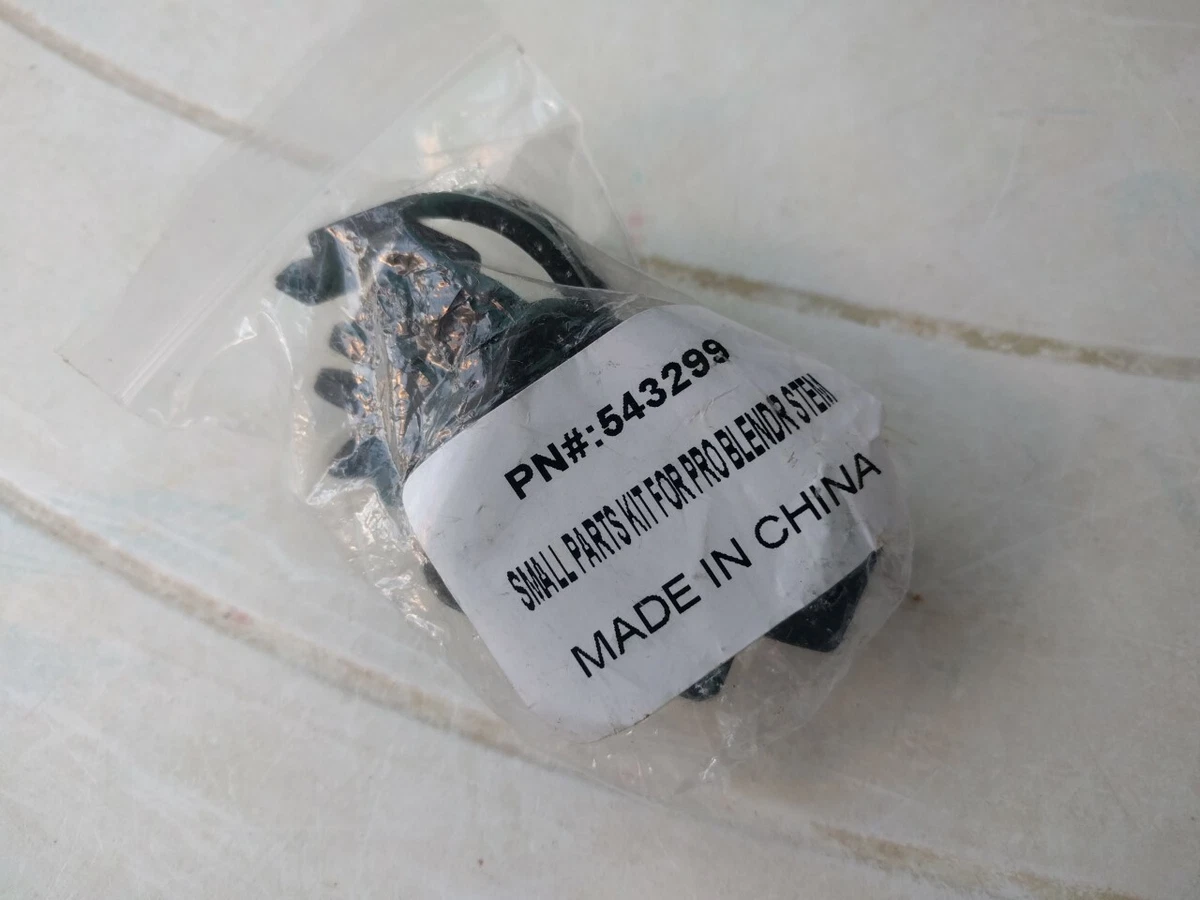 PN#:543299
SMALL PARTS KIT FOR PRO BLENDR STEM
MADE IN CHINA